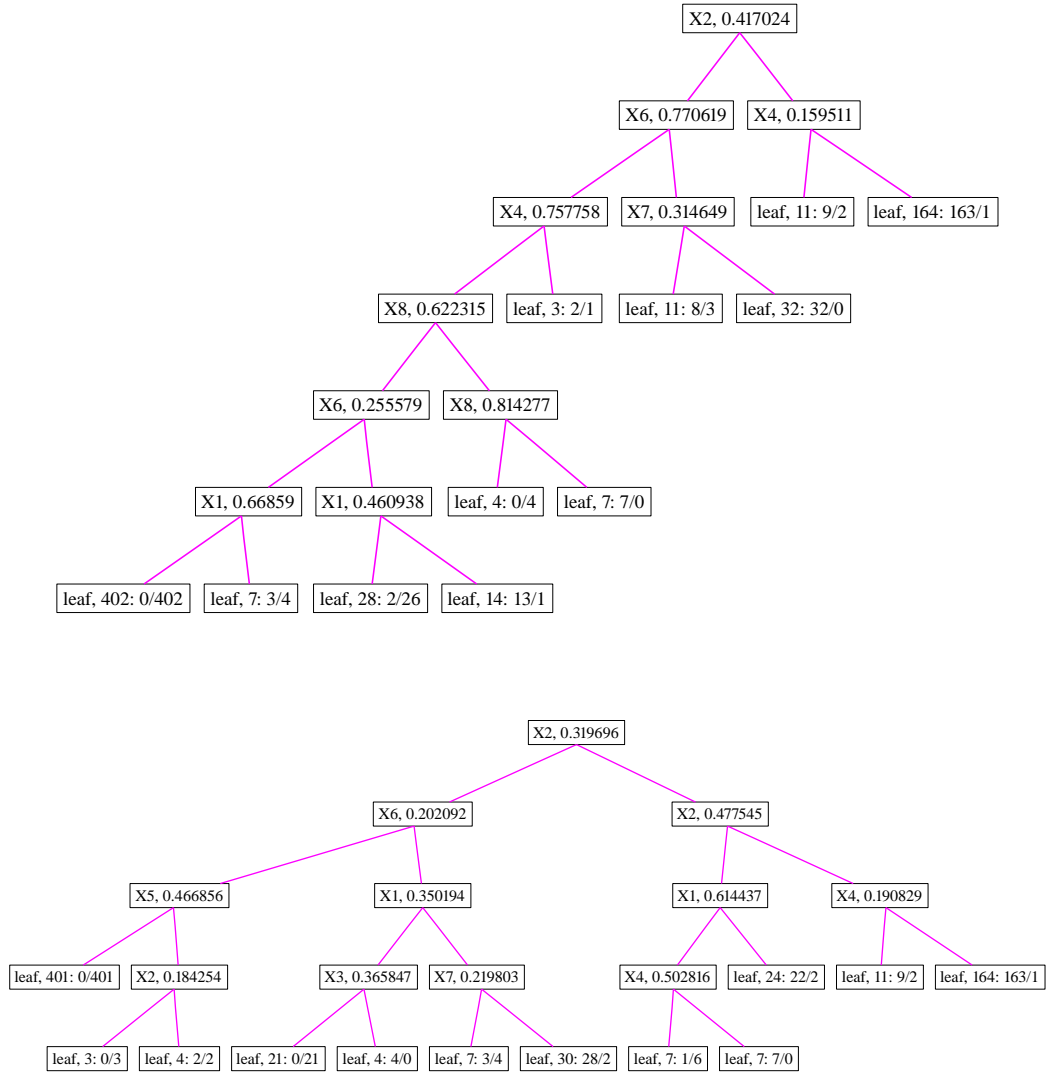 X2, 0.417024
X6, 0.770619
X4, 0.159511
X4, 0.757758
X7, 0.314649
leaf, 11: 9/2
leaf, 164: 163/1
X8, 0.622315
leaf, 3: 2/1
leaf, 11: 8/3
leaf, 32: 32/0
X6, 0.255579
X8, 0.814277
X1, 0.66859
X1, 0.460938
leaf, 4: 0/4
leaf, 7: 7/0
leaf, 402: 0/402
leaf, 7: 3/4
leaf, 28: 2/26
leaf, 14: 13/1
X2, 0.319696
X6, 0.202092
X2, 0.477545
X5, 0.466856
X1, 0.350194
X1, 0.614437
X4, 0.190829
leaf, 401: 0/401
X2, 0.184254
X3, 0.365847
X7, 0.219803
X4, 0.502816
leaf, 24: 22/2
leaf, 11: 9/2
leaf, 164: 163/1
leaf, 3: 0/3
leaf, 4: 2/2
leaf, 21: 0/21
leaf, 4: 4/0
leaf, 7: 3/4
leaf, 30: 28/2
leaf, 7: 1/6
leaf, 7: 7/0